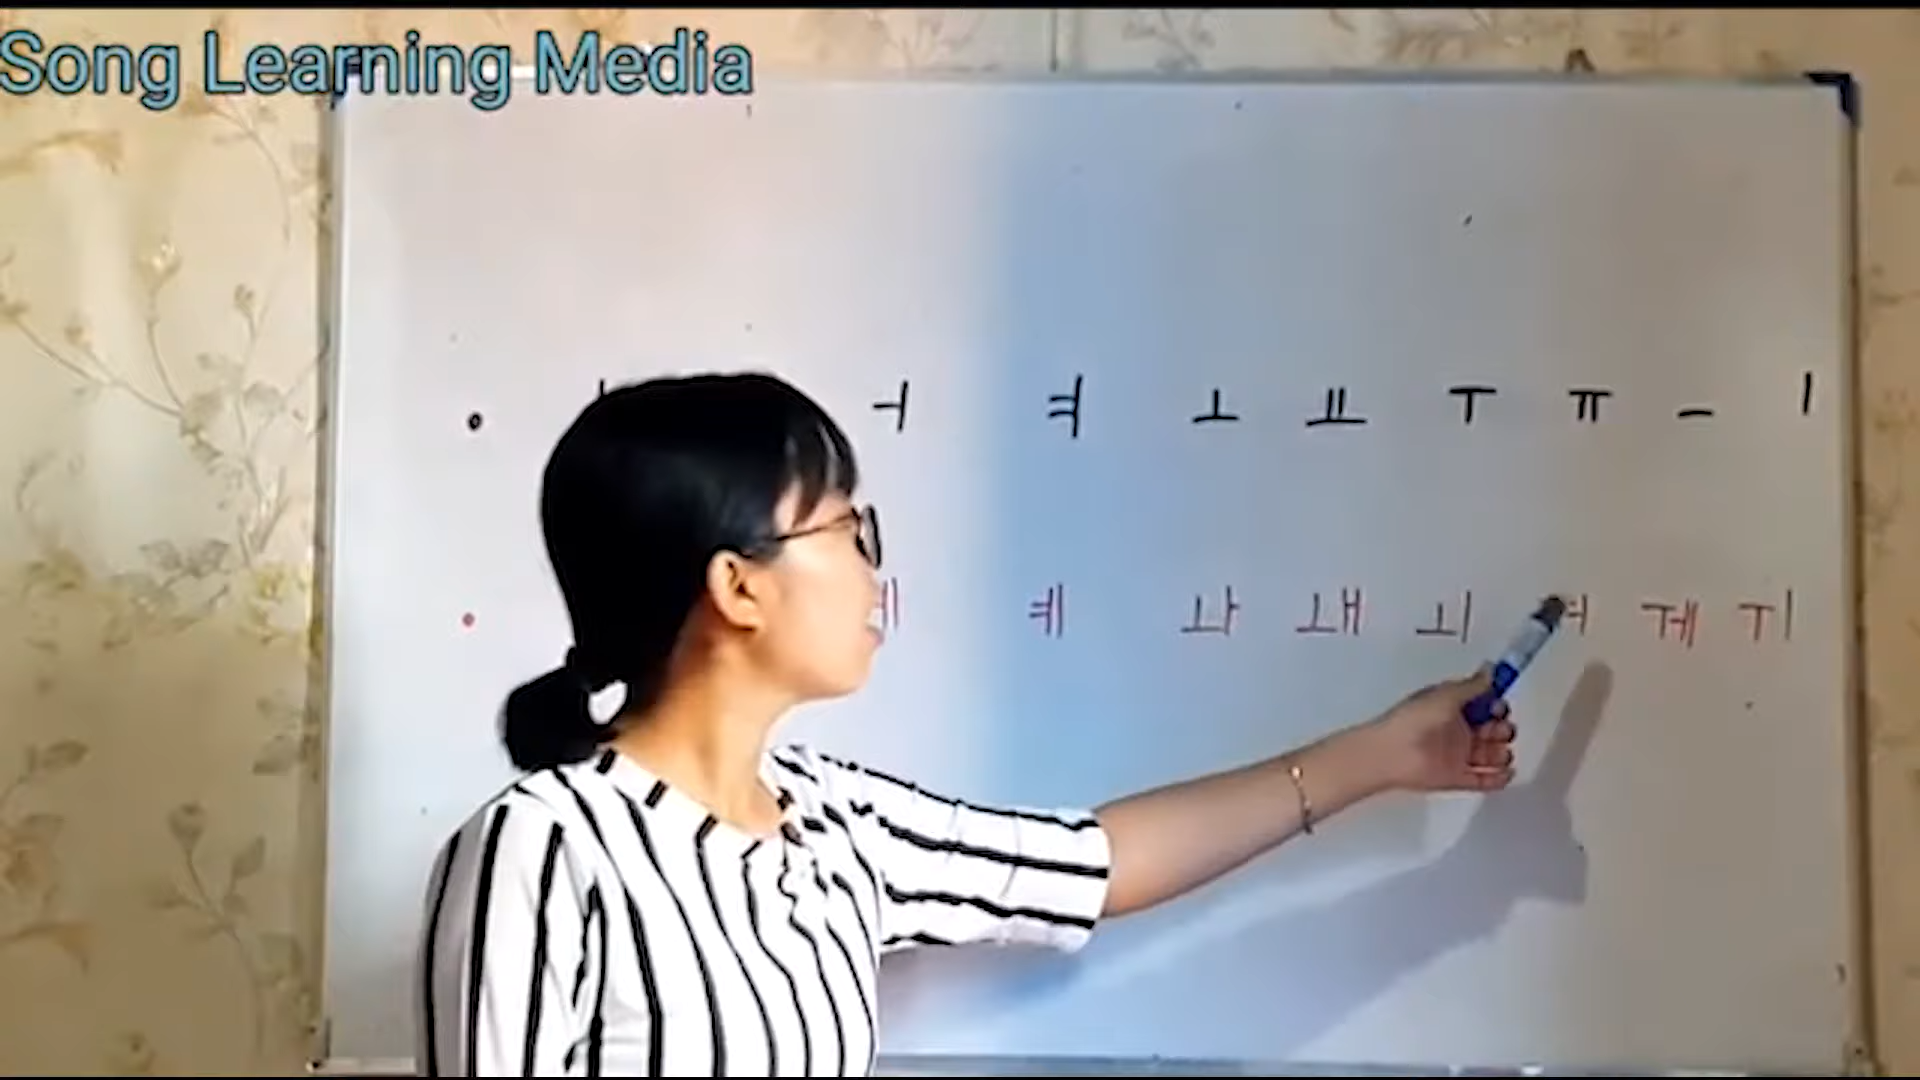 Song Learning Media
• ㅓ ㅕ ㅗ ㅛ ㅜ ㅠ ㅡ ㅣ
• ㅖ ㅘ ㅙ ㅚ ㅝ ㅞ ㅟ